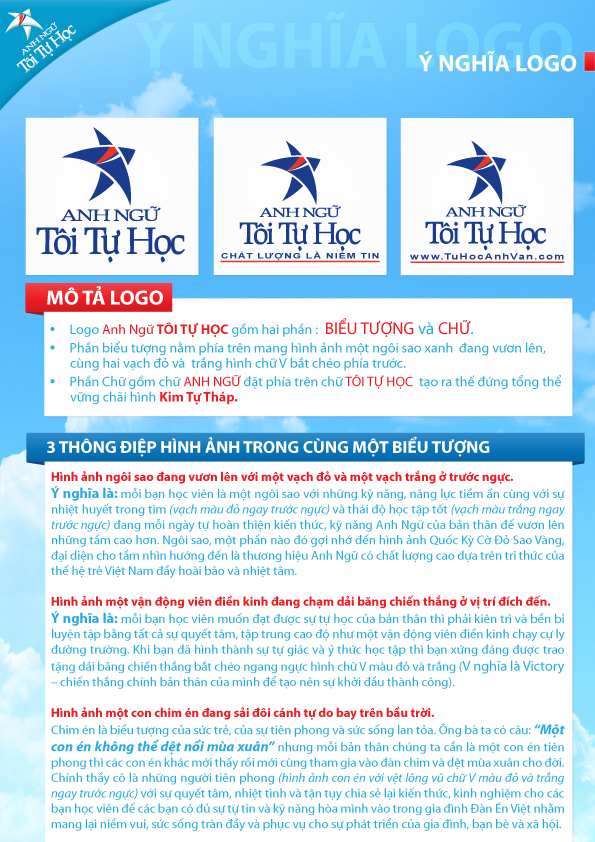 ANH NGỮ
Tôi Tự Học
Ý NGHĨA LOGO
Ý NGHĨA LOGO
ANH NGỮ
Tôi Tự Học
ANH NGỮ
Tôi Tự Học
CHẤT LƯỢNG LÀ NIỀM TIN
ANH NGỮ
Tôi Tự Học
www.TuHocAnhVan.com
MÔ TẢ LOGO
• Logo Anh Ngữ TÔI TỰ HỌC gồm hai phần : BIỂU TƯỢNG và CHỮ.
• Phần biểu tượng nằm phía trên mang hình ảnh một ngôi sao xanh đang vươn lên,
cùng hai vạch đỏ và trắng hình chữ V bắt chéo phía trước.
• Phần Chữ gồm chữ ANH NGỮ đặt phía trên chữ TÔI TỰ HỌC tạo ra thế đứng tổng thể
vững chãi hình Kim Tự Tháp.
3 THÔNG ĐIỆP HÌNH ẢNH TRONG CÙNG MỘT BIỂU TƯỢNG
Hình ảnh ngôi sao đang vươn lên với một vạch đỏ và một vạch trắng ở trước ngực.
Ý nghĩa là: mỗi bạn học viên là một ngôi sao với những kỹ năng, năng lực tiềm ẩn cùng với sự
nhiệt huyết trong tim (vạch màu đỏ ngay trước ngực) và thái độ học tập tốt (vạch màu trắng ngay
trước ngực) đang mỗi ngày tự hoàn thiện kiến thức, kỹ năng Anh Ngữ của bản thân để vươn lên
những tầm cao hơn. Ngôi sao, một phần nào đó gợi nhớ đến hình ảnh Quốc Kỳ Cờ Đỏ Sao Vàng,
đại diện cho tầm nhìn hướng đến là thương hiệu Anh Ngữ có chất lượng cao dựa trên tri thức của
thế hệ trẻ Việt Nam đầy hoài bão và nhiệt tâm.
Hình ảnh một vận động viên điền kinh đang chạm dải băng chiến thắng ở vị trí đích đến.
Ý nghĩa là: mỗi bạn học viên muốn đạt được sự tự học của bản thân thì phải kiên trì và bền bỉ
luyện tập bằng tất cả sự quyết tâm, tập trung cao độ như một vận động viên điền kinh chạy cự ly
đường trường. Khi bạn đã hình thành sự tự giác và ý thức học tập thì bạn xứng đáng được trao
tặng dải băng chiến thắng bắt chéo ngang ngực hình chữ V màu đỏ và trắng (V nghĩa là Victory
– chiến thắng chính bản thân của mình để tạo nên sự khởi đầu thành công).
Hình ảnh một con chim én đang sải đôi cánh tự do bay trên bầu trời.
Chim én là biểu tượng của sức trẻ, của sự tiên phong và sức sống lan tỏa. Ông bà ta có câu: “Một
con én không thể dệt nổi mùa xuân” nhưng mỗi bản thân chúng ta cần là một con én tiên
phong thì các con én khác mới thấy rồi mới cùng tham gia vào đàn chim và dệt mùa xuân cho đời.
Chính thầy cô là những người tiên phong (hình ảnh con én với vệt lông vũ chữ V màu đỏ và trắng
ngay trước ngực) với sự quyết tâm, nhiệt tình và tận tụy chia sẻ lại kiến thức, kinh nghiệm cho các
bạn học viên để các bạn có đủ sự tự tin và kỹ năng hòa mình vào trong gia đình Đàn Én Việt nhằm
mang lại niềm vui, sức sống tràn đầy và phục vụ cho sự phát triển của gia đình, bạn bè và xã hội.